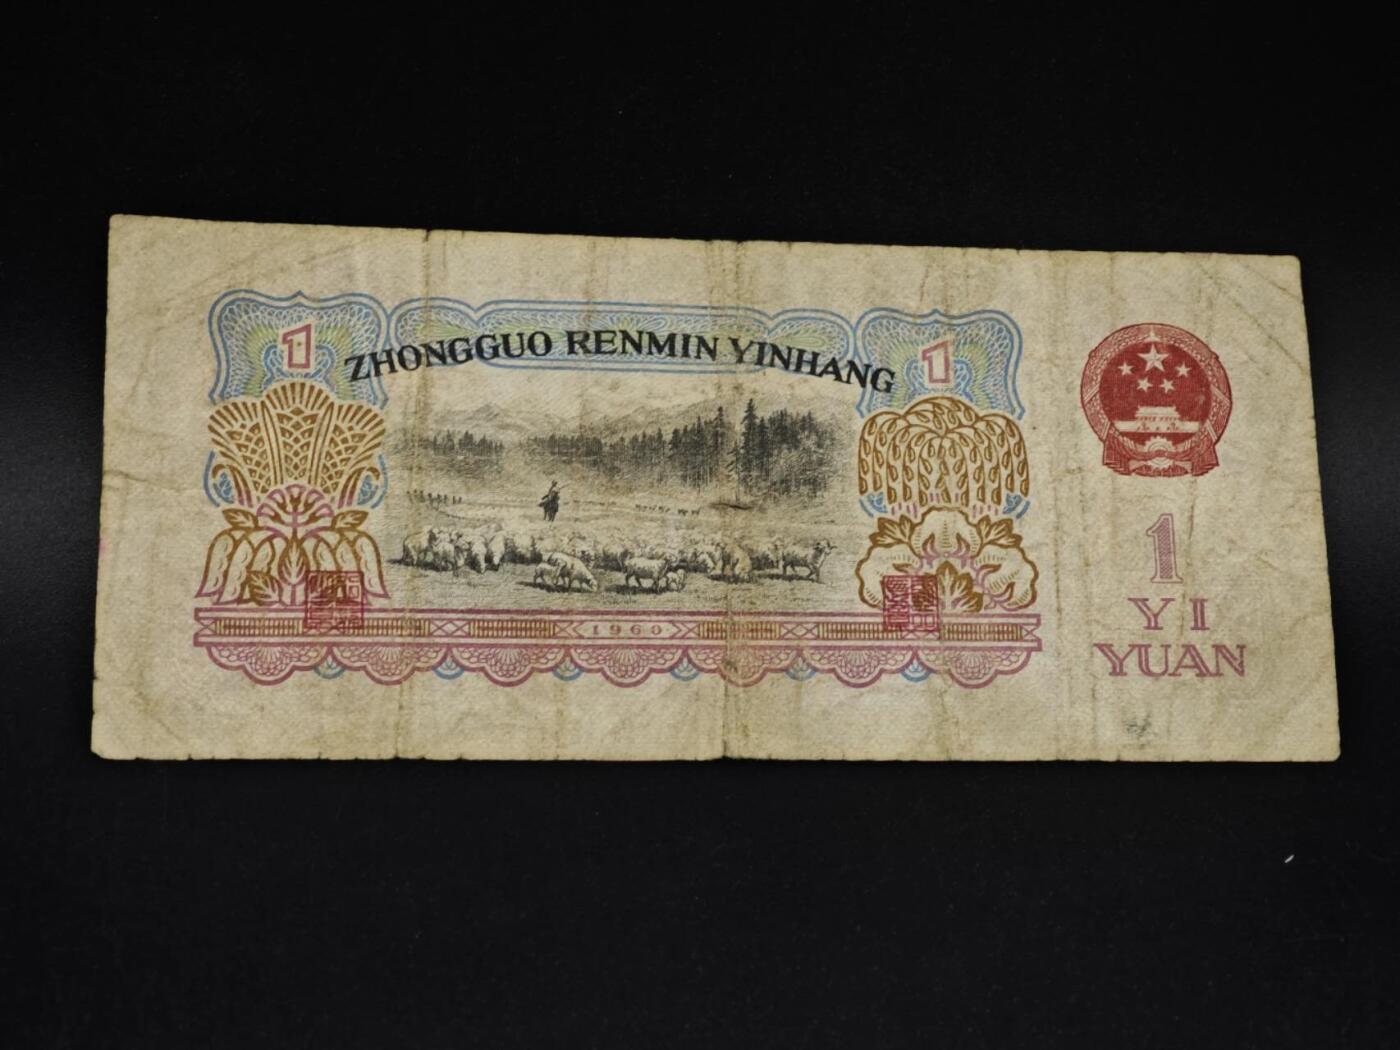 1
ZHONGGUO RENMIN YINHANG
1
1960
1
YI
YUAN